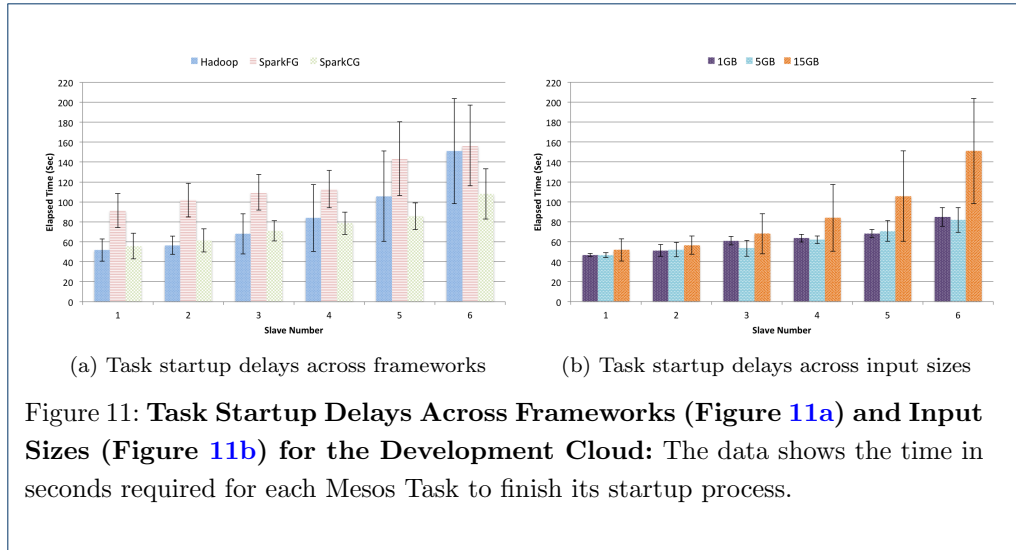 Hadoop SparkFG SparkCG
220
200
180
160
140
120
100
80
60
40
20
0
Elapsed Time (Sec)
1 2 3 4 5 6
Slave Number
(a) Task startup delays across frameworks
1GB 5GB 15GB
220
200
180
160
140
120
100
80
60
40
20
0
Elapsed Time (Sec)
1 2 3 4 5 6
Slave Number
(b) Task startup delays across input sizes
Figure 11: Task Startup Delays Across Frameworks (Figure 11a) and Input
Sizes (Figure 11b) for the Development Cloud: The data shows the time in
seconds required for each Mesos Task to finish its startup process.